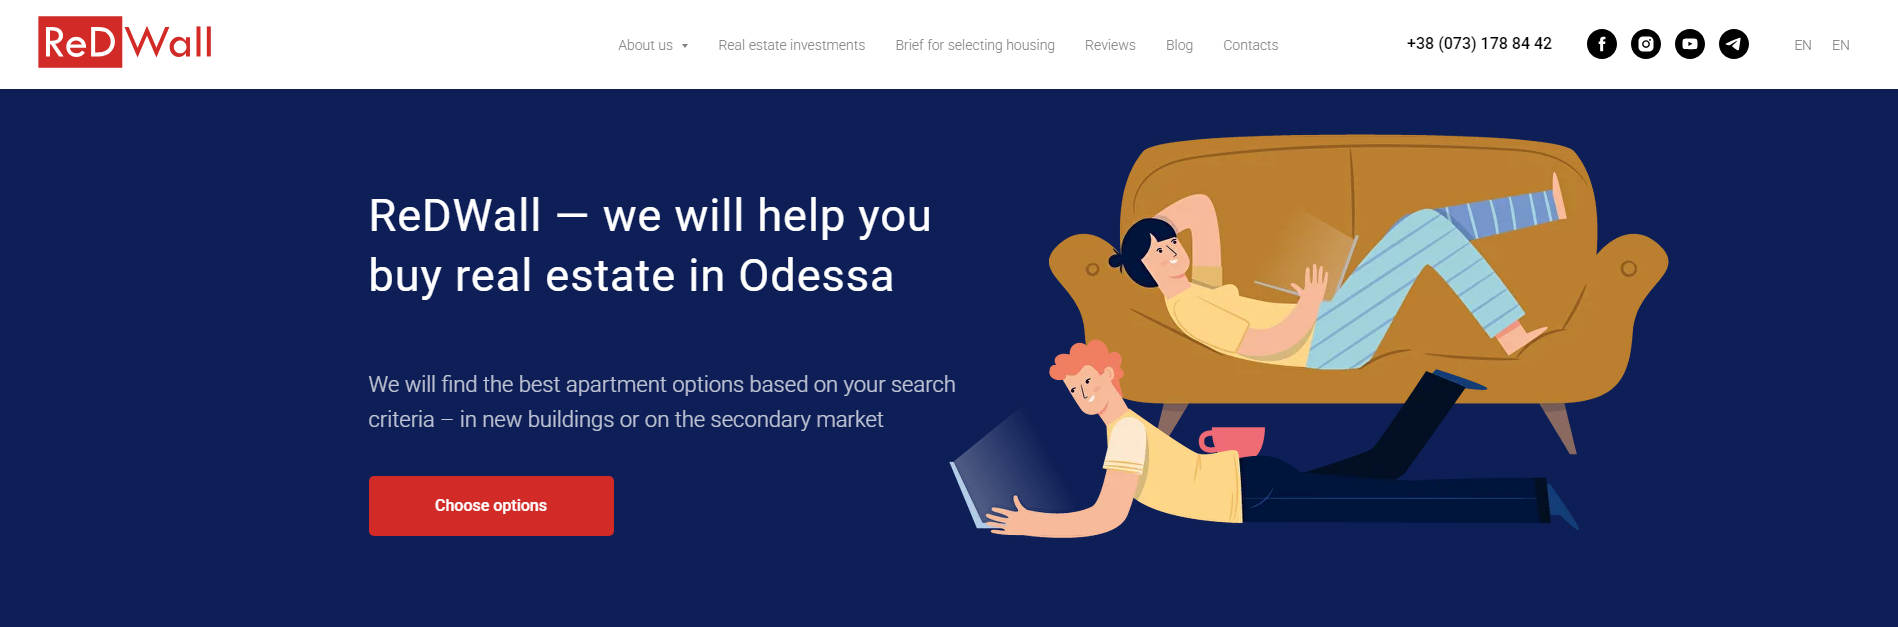 ReDWall
About us
Real estate investments
Brief for selecting housing
Reviews
Blog
Contacts
+38 (073) 178 84 42
EN
EN
ReDWall — we will help you
buy real estate in Odessa
We will find the best apartment options based on your search
criteria – in new buildings or on the secondary market
Choose options